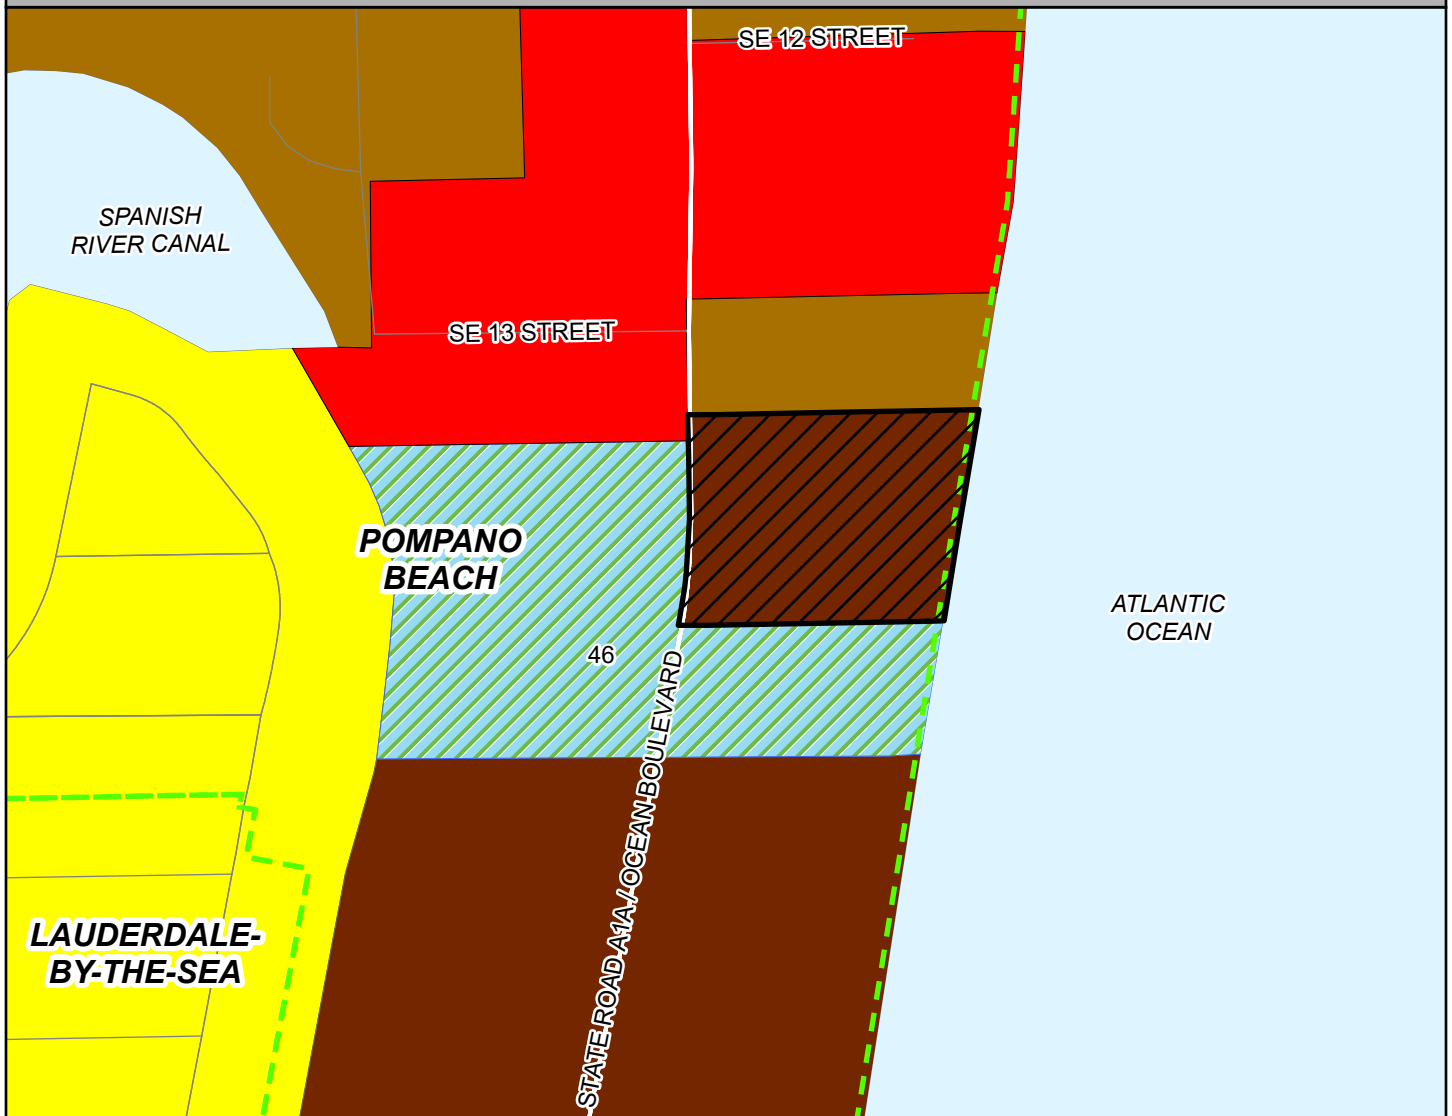 SE 12 STREET
SPANISH
RIVER CANAL
SE 13 STREET
POMPANO
BEACH
ATLANTIC
OCEAN
46
STATE ROAD A1A / OCEAN BOULEVARD
LAUDERDALE-
BY-THE-SEA